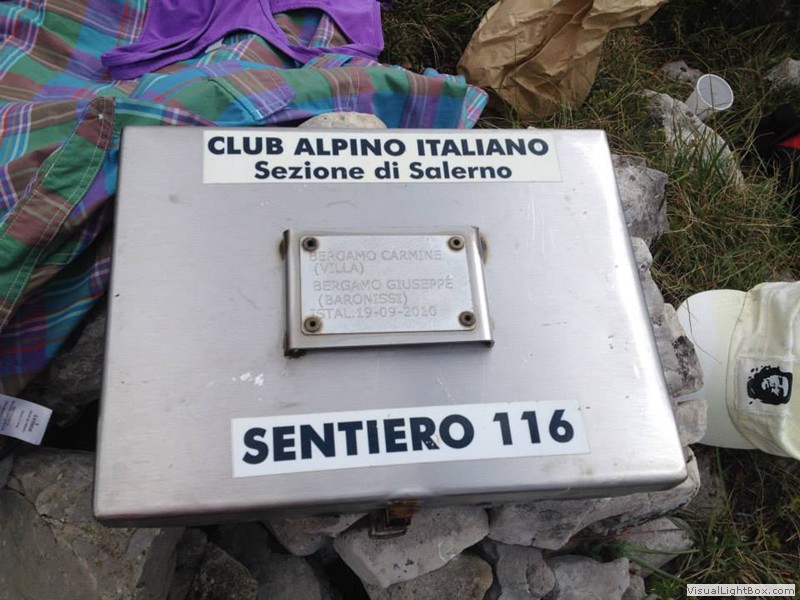 CLUB ALPINO ITALIANO
Sezione di Salerno
BERGAMO CARMINE
(VILLA)
BERGAMO GIUSEPPE
(BARONISSI)
ISTAL.19-09-2010
SENTIERO 116
VisualLightBox.com